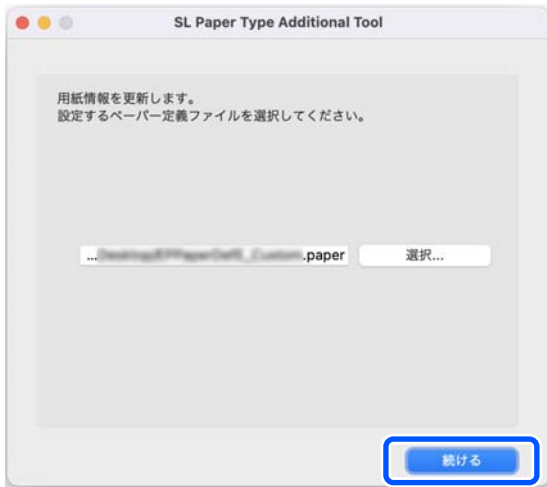 SL Paper Type Additional Tool
用紙情報を更新します。
設定するペーパー定義ファイルを選択してください。
... .paper
選択...
続ける